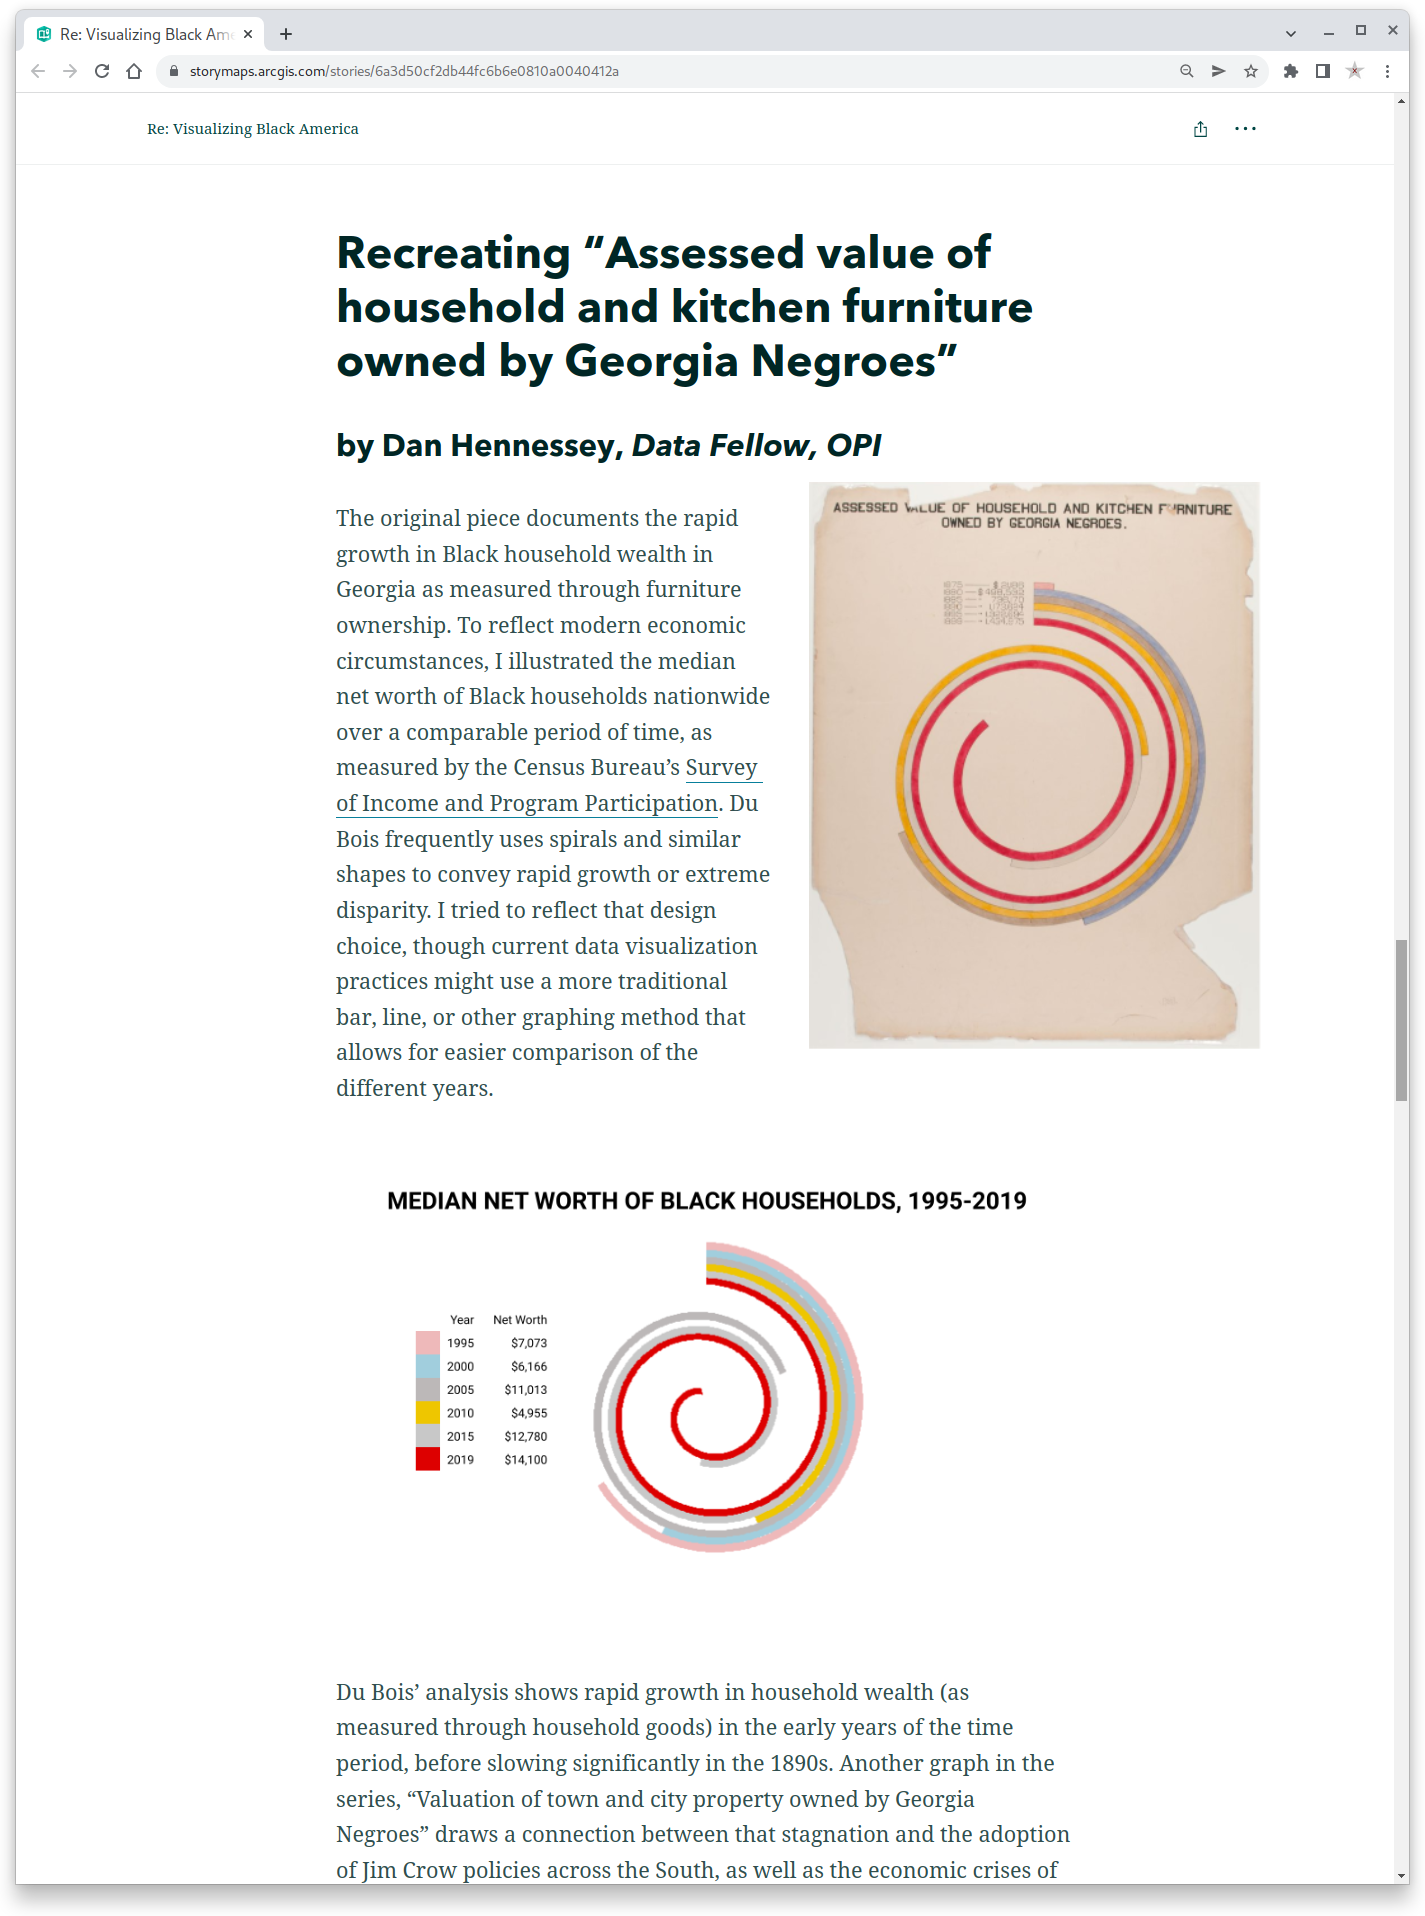 Re: Visualizing Black Am
storymaps.arcgis.com/stories/6a3d50cf2db44fc6b6e0810a0040412a
Re: Visualizing Black America
Recreating “Assessed value of
household and kitchen furniture
owned by Georgia Negroes”
by Dan Hennessey, Data Fellow, OPI
The original piece documents the rapid
growth in Black household wealth in
Georgia as measured through furniture
ownership. To reflect modern economic
circumstances, I illustrated the median
net worth of Black households nationwide
over a comparable period of time, as
measured by the Census Bureau’s Survey
of Income and Program Participation. Du
Bois frequently uses spirals and similar
shapes to convey rapid growth or extreme
disparity. I tried to reflect that design
choice, though current data visualization
practices might use a more traditional
bar, line, or other graphing method that
allows for easier comparison of the
different years.
ASSESSED VALUE OF HOUSEHOLD AND KITCHEN FURNITURE
OWNED BY GEORGIA NEGROES.
MEDIAN NET WORTH OF BLACK HOUSEHOLDS, 1995-2019
Year Net Worth
1995 $7,073
2000 $6,166
2005 $11,013
2010 $4,955
2015 $12,780
2019 $14,100
Du Bois’ analysis shows rapid growth in household wealth (as
measured through household goods) in the early years of the time
period, before slowing significantly in the 1890s. Another graph in the
series, “Valuation of town and city property owned by Georgia
Negroes” draws a connection between that stagnation and the adoption
of Jim Crow policies across the South, as well as the economic crises of